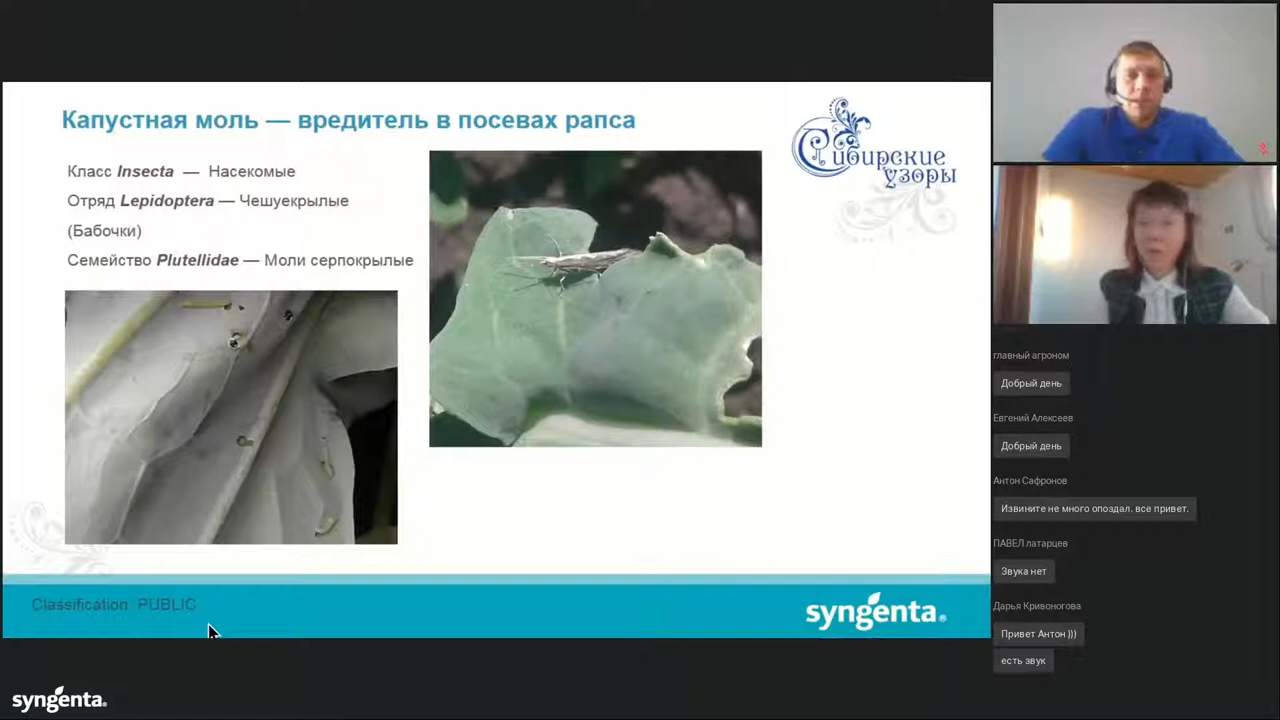 Капустная моль — вредитель в посевах рапса
Класс Insecta — Насекомые
Отряд Lepidoptera — Чешуекрылые
(Бабочки)
Семейство Plutellidae — Моли серпокрылые
Сибирские
узоры
Classification PUBLIC
syngenta®
syngenta®
главный агроном
Добрый день
Евгений Алексеев
Добрый день
Антон Сафронов
Извините не много опоздал. все привет.
ПАВЕЛ латарцев
Звука нет
Дарья Кривоногова
Привет Антон )))
есть звук